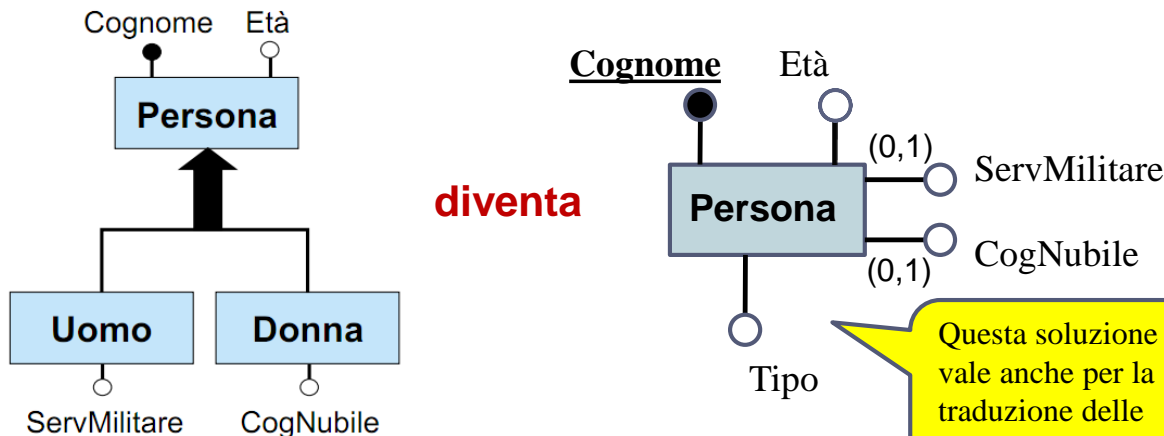 Cognome Età
Persona
Uomo Donna
ServMilitare CogNubile
diventa
Cognome Età
(0,1)
ServMilitare
Persona
CogNubile
(0,1)
Tipo
Questa soluzione
vale anche per la
traduzione delle